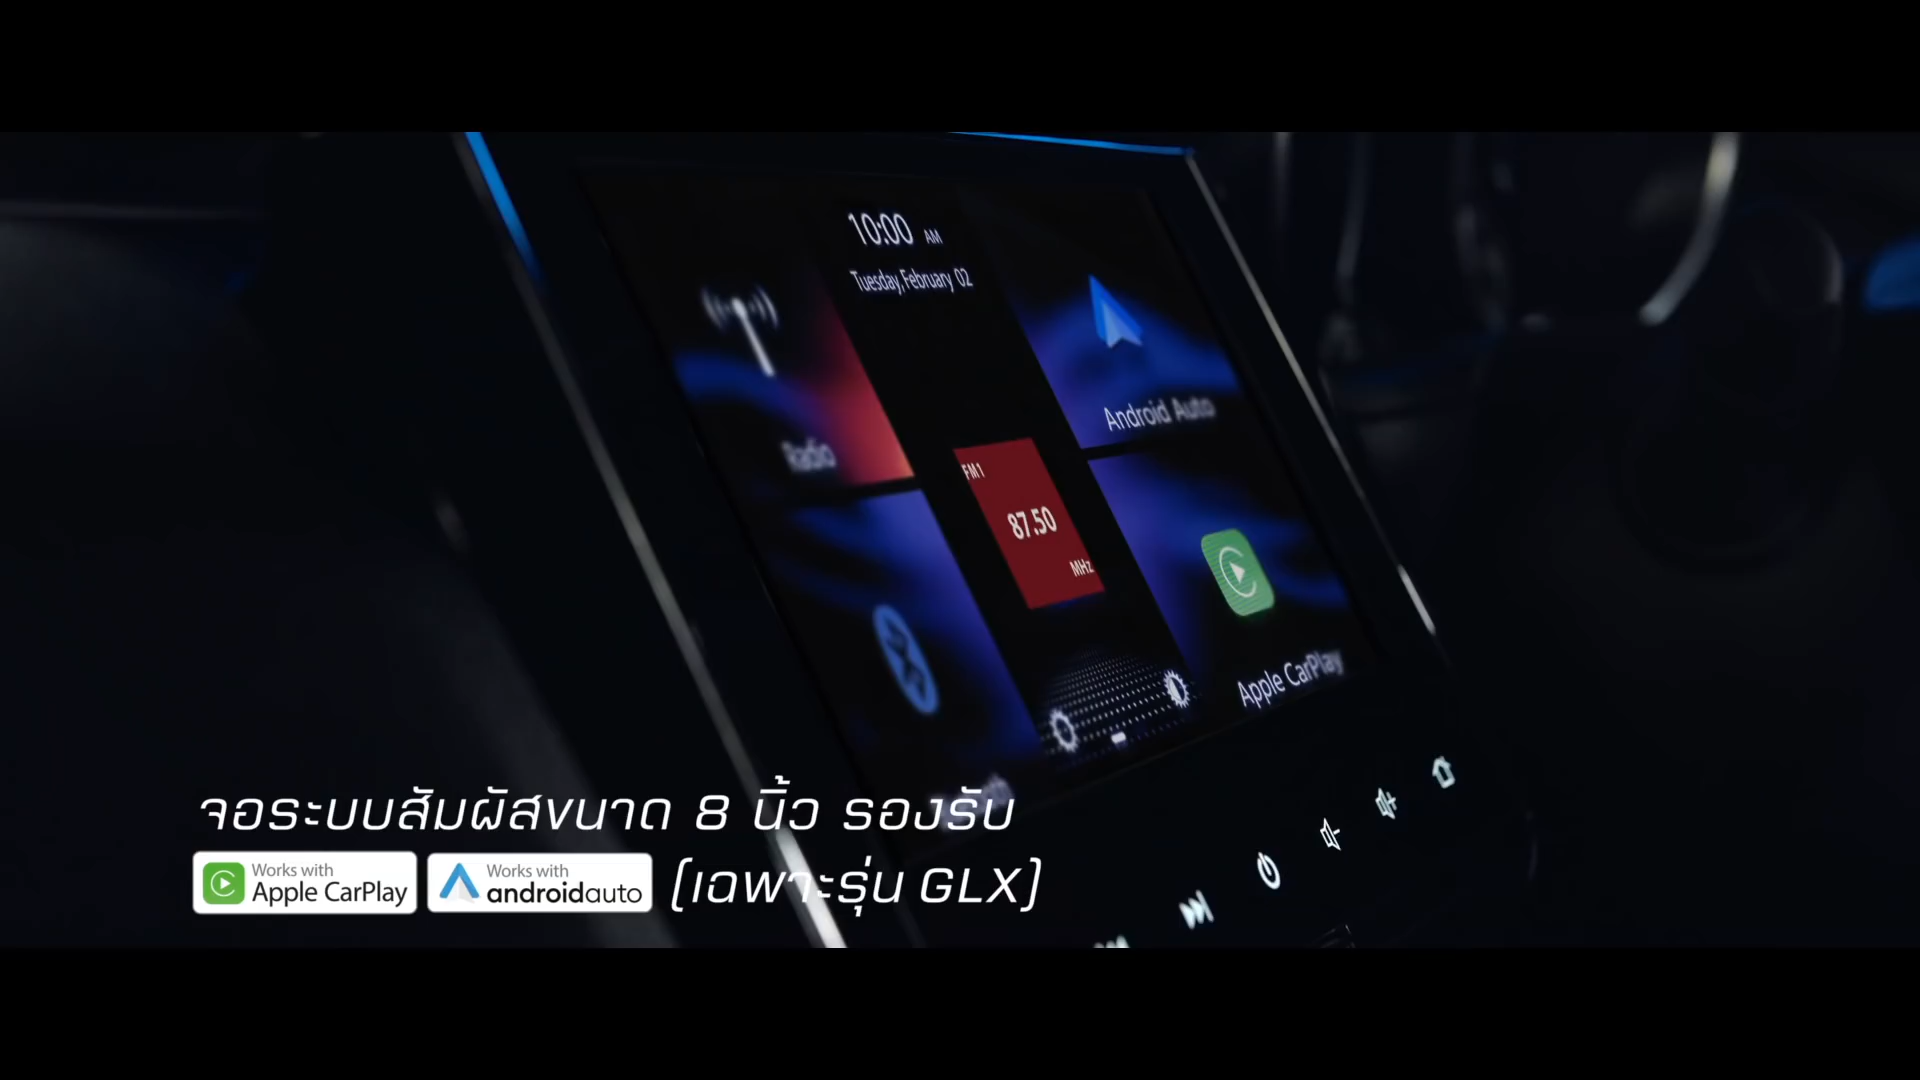 10:00 AM
Tuesday, February 02
Radio
Android Auto
FM1
87.50
MHz
Apple CarPlay
จอระบบสัมผัสขนาด 8 นิ้ว รองรับ
Works with Apple CarPlay
Works with androidauto
(เฉพาะรุ่น GLX)